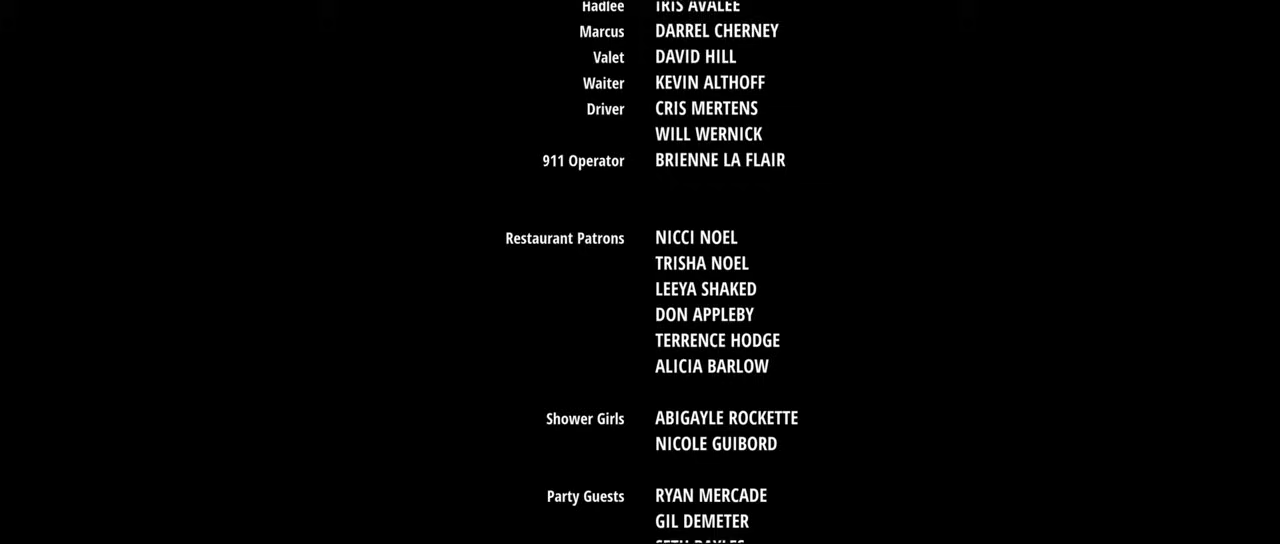 Hadlee IRIS AVALEE
Marcus DARREL CHERNEY
Valet DAVID HILL
Waiter KEVIN ALTHOFF
Driver CRIS MERTENS
WILL WERNICK
911 Operator BRIENNE LA FLAIR
Restaurant Patrons NICCI NOEL
TRISHA NOEL
LEEYA SHAKED
DON APPLEBY
TERRENCE HODGE
ALICIA BARLOW
Shower Girls ABIGAYLE ROCKETTE
NICOLE GUIBORD
Party Guests RYAN MERCADE
GIL DEMETER